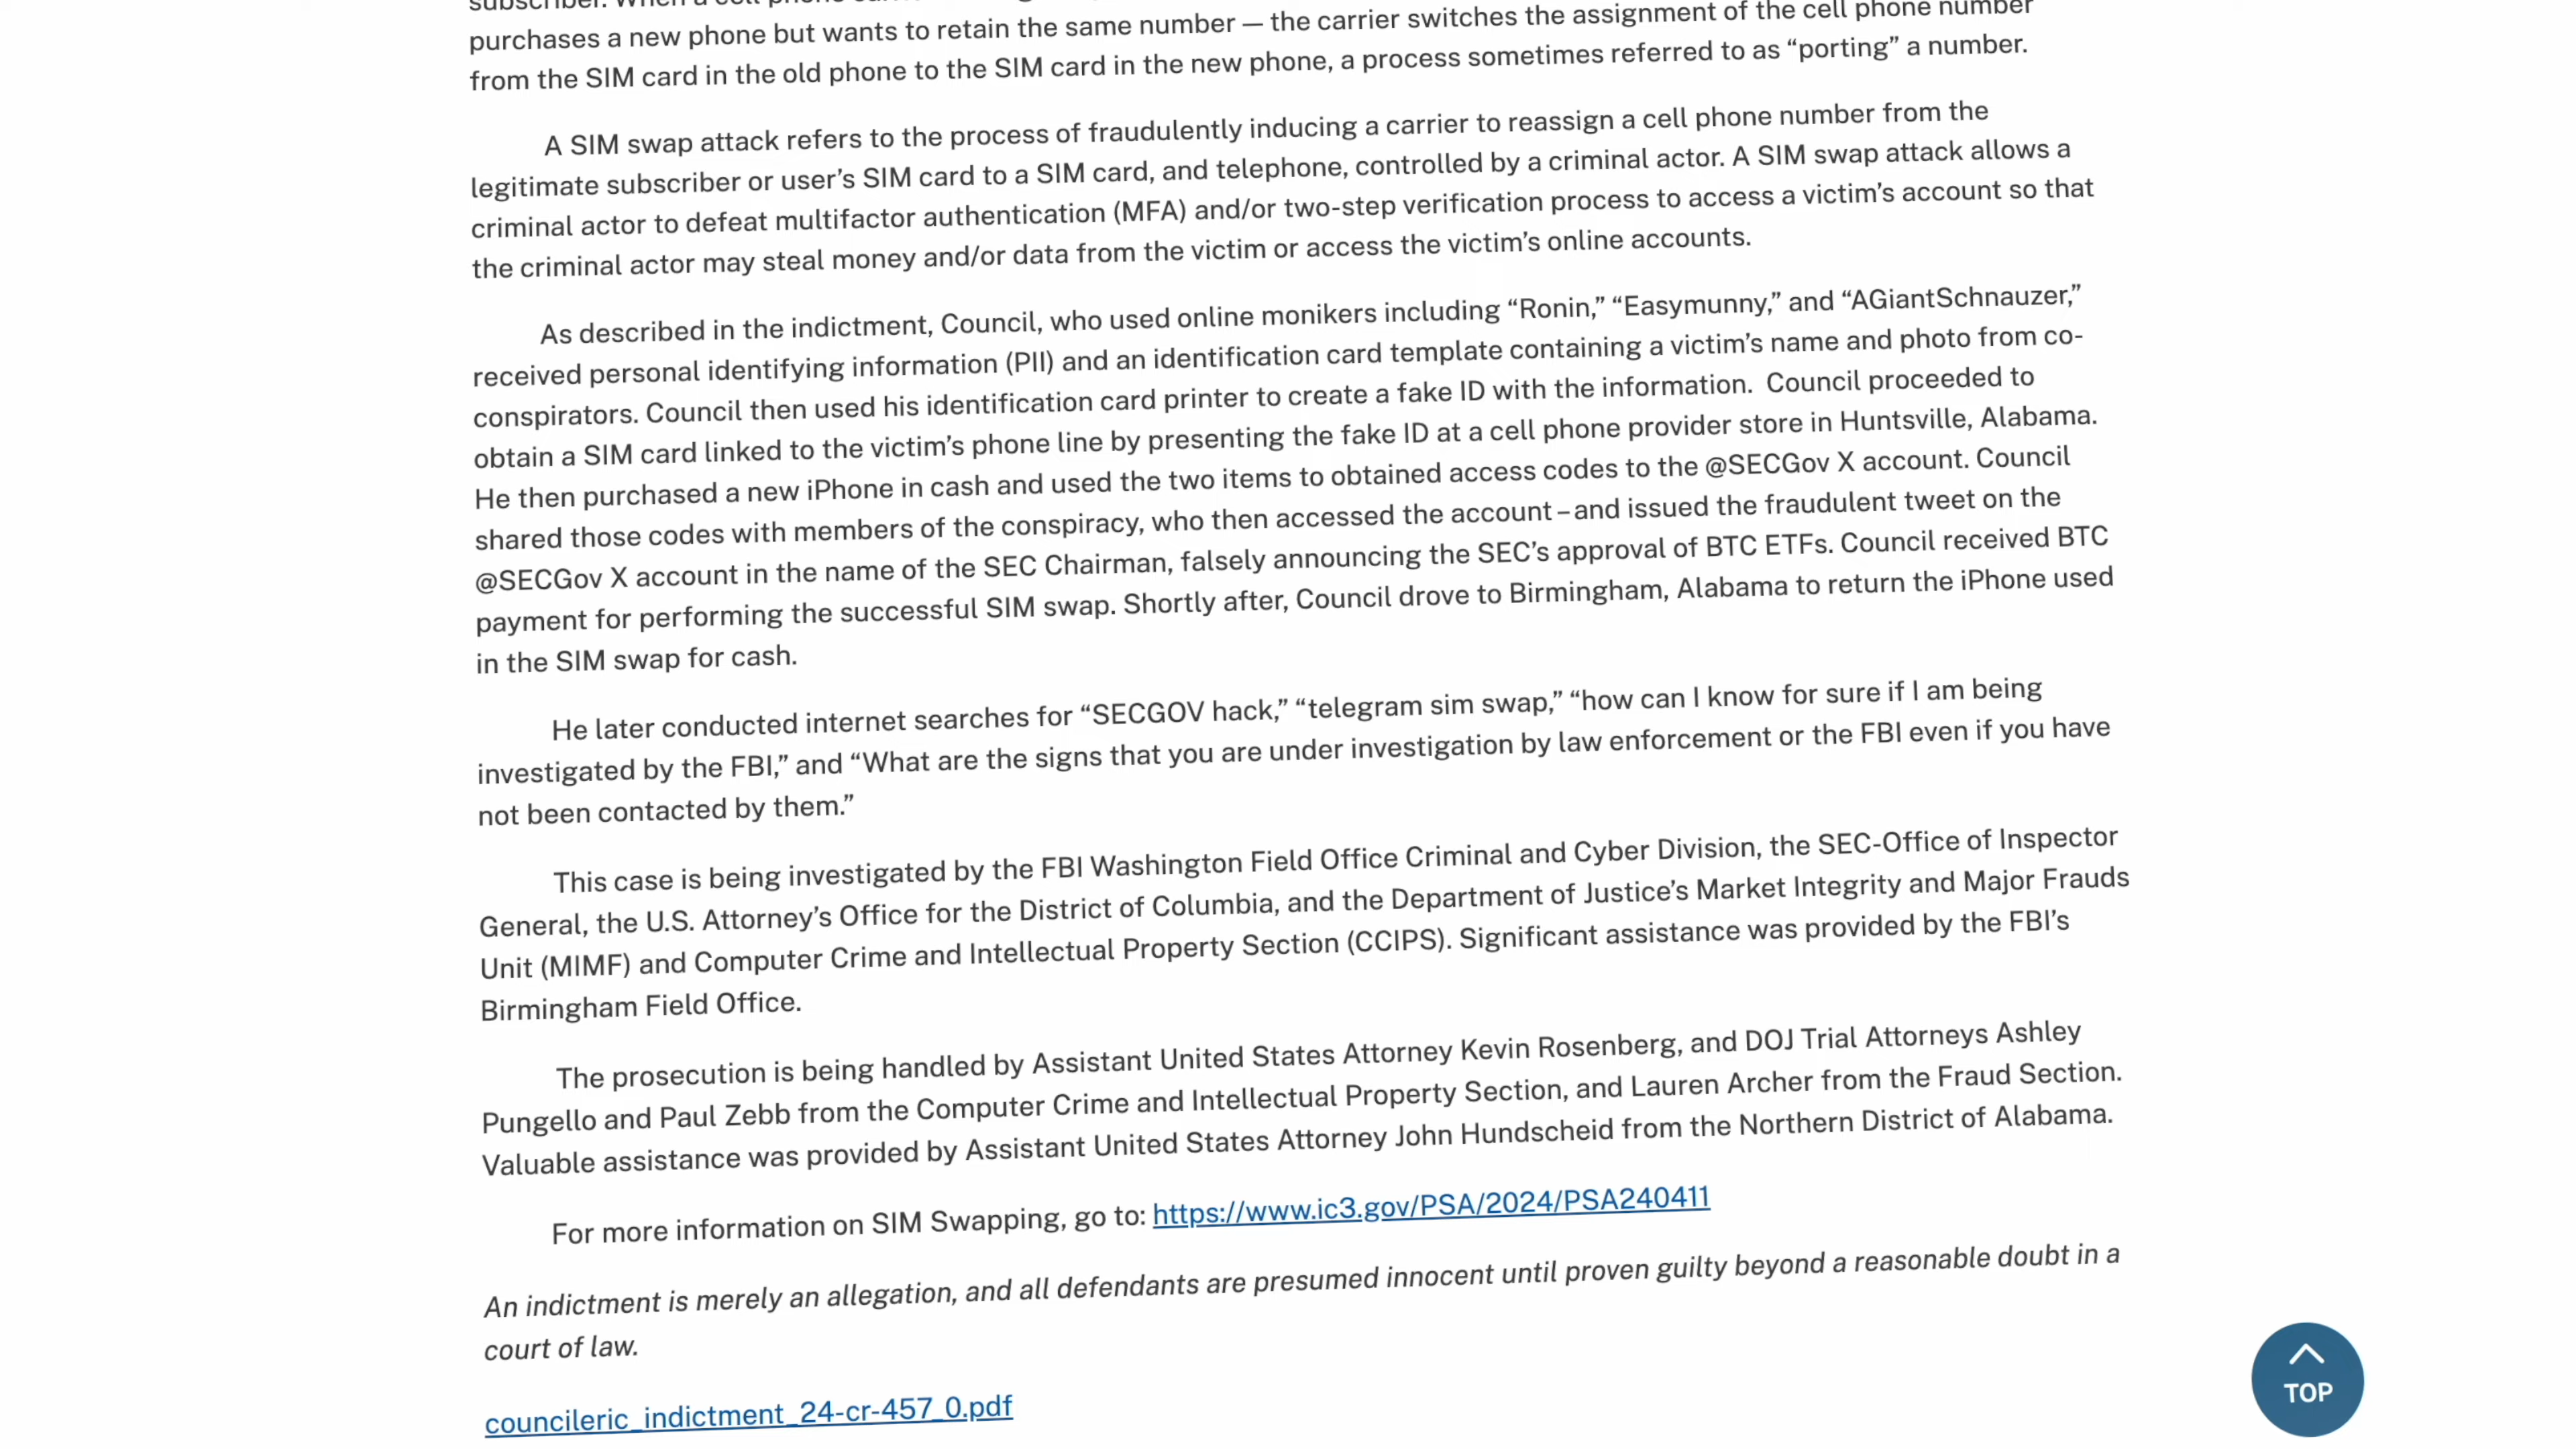 purchases a new phone but wants to retain the same number — the carrier switches the assignment of the cell phone number
from the SIM card in the old phone to the SIM card in the new phone, a process sometimes referred to as “porting” a number.
A SIM swap attack refers to the process of fraudulently inducing a carrier to reassign a cell phone number from the
legitimate subscriber or user’s SIM card to a SIM card, and telephone, controlled by a criminal actor. A SIM swap attack allows a
criminal actor to defeat multifactor authentication (MFA) and/or two-step verification process to access a victim’s account so that
the criminal actor may steal money and/or data from the victim or access the victim’s online accounts.
As described in the indictment, Council, who used online monikers including “Ronin,” “Easymunny,” and “AGiantSchnauzer,”
received personal identifying information (PII) and an identification card template containing a victim’s name and photo from co-
conspirators. Council then used his identification card printer to create a fake ID with the information.  Council proceeded to
obtain a SIM card linked to the victim’s phone line by presenting the fake ID at a cell phone provider store in Huntsville, Alabama.
He then purchased a new iPhone in cash and used the two items to obtained access codes to the @SECGov X account. Council
shared those codes with members of the conspiracy, who then accessed the account – and issued the fraudulent tweet on the
@SECGov X account in the name of the SEC Chairman, falsely announcing the SEC’s approval of BTC ETFs. Council received BTC
payment for performing the successful SIM swap. Shortly after, Council drove to Birmingham, Alabama to return the iPhone used
in the SIM swap for cash.
He later conducted internet searches for “SECGOV hack,” “telegram sim swap,” “how can I know for sure if I am being
investigated by the FBI,” and “What are the signs that you are under investigation by law enforcement or the FBI even if you have
not been contacted by them.”
This case is being investigated by the FBI Washington Field Office Criminal and Cyber Division, the SEC-Office of Inspector
General, the U.S. Attorney’s Office for the District of Columbia, and the Department of Justice’s Market Integrity and Major Frauds
Unit (MIMF) and Computer Crime and Intellectual Property Section (CCIPS). Significant assistance was provided by the FBI’s
Birmingham Field Office.
The prosecution is being handled by Assistant United States Attorney Kevin Rosenberg, and DOJ Trial Attorneys Ashley
Pungello and Paul Zebb from the Computer Crime and Intellectual Property Section, and Lauren Archer from the Fraud Section.
Valuable assistance was provided by Assistant United States Attorney John Hundscheid from the Northern District of Alabama.
For more information on SIM Swapping, go to: https://www.ic3.gov/PSA/2024/PSA240411
An indictment is merely an allegation, and all defendants are presumed innocent until proven guilty beyond a reasonable doubt in a
court of law.
TOP
councileric_indictment_24-cr-457_0.pdf